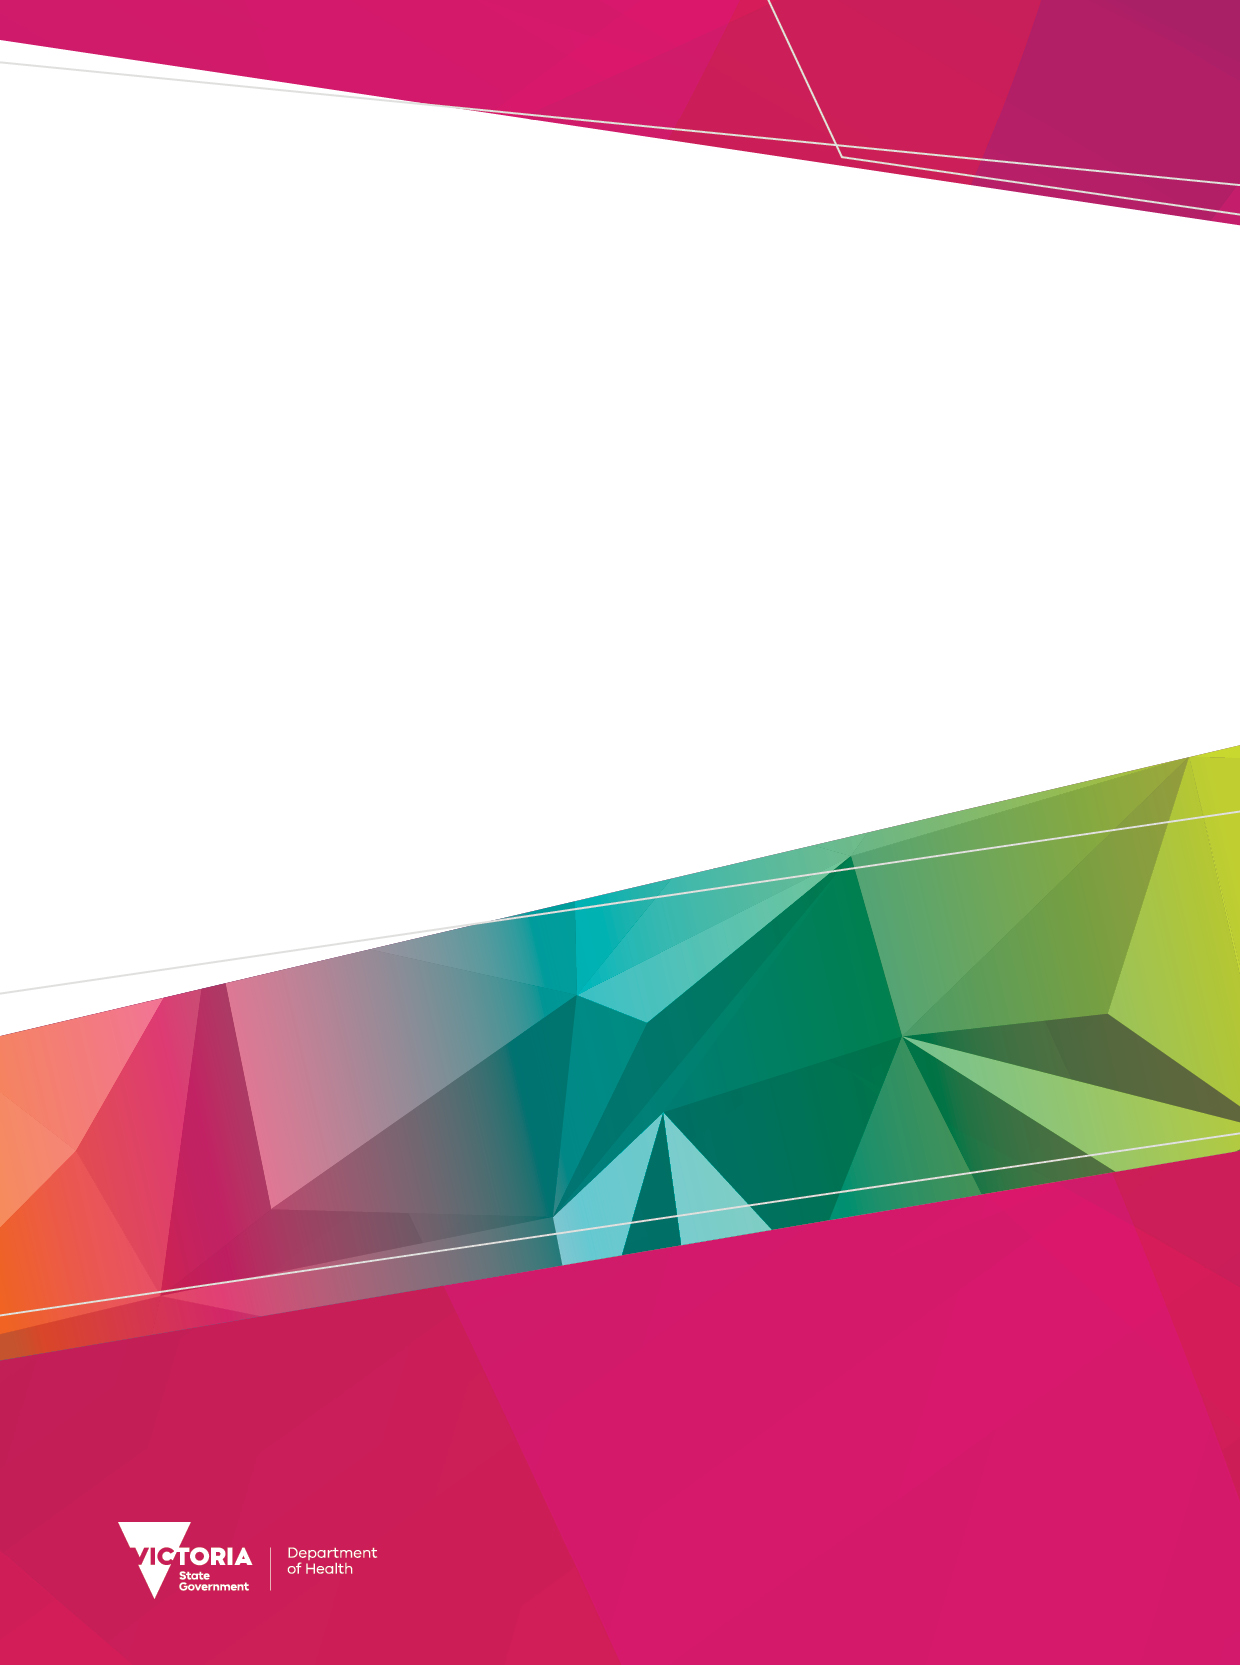 VICTORIA
State
Government
Department
of Health